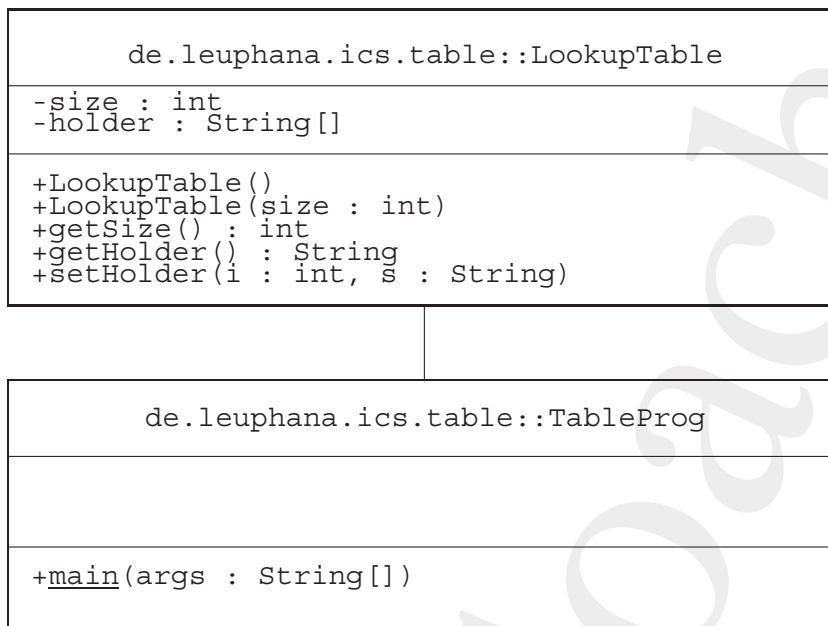 de.leuphana.ics.table::LookupTable
-size : int
-holder : String[]
+LookupTable()
+LookupTable(size : int)
+getSize() : int
+getHolder() : String
+setHolder(i : int, s : String)
de.leuphana.ics.table::TableProg
+main(args : String[])